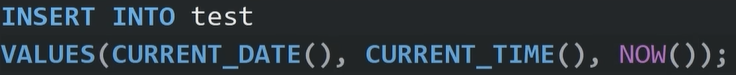 INSERT INTO test
VALUES(CURRENT_DATE(), CURRENT_TIME(), NOW());